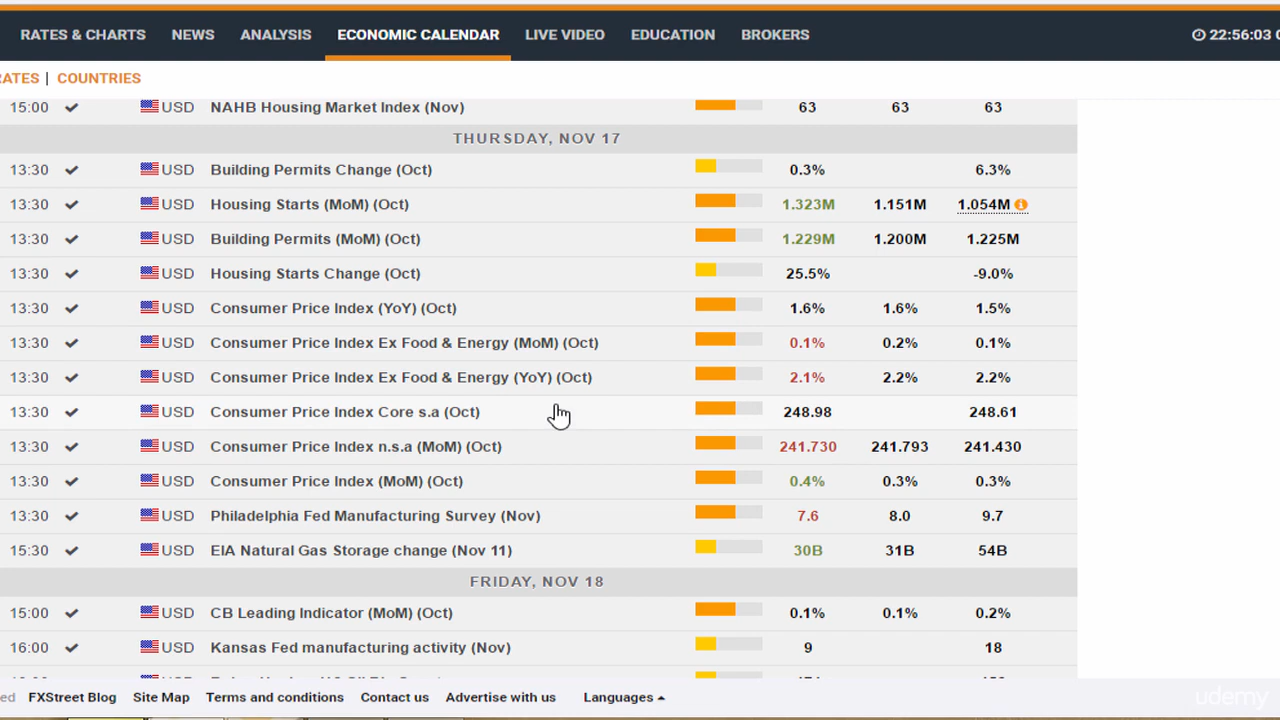 RATES & CHARTS NEWS ANALYSIS ECONOMIC CALENDAR LIVE VIDEO EDUCATION BROKERS 22:56:03
ATES | COUNTRIES
15:00 USD NAHB Housing Market Index (Nov) 63 63 63
THURSDAY, NOV 17
13:30 USD Building Permits Change (Oct) 0.3% 6.3%
13:30 USD Housing Starts (MoM) (Oct) 1.323M 1.151M 1.054M
13:30 USD Building Permits (MoM) (Oct) 1.229M 1.200M 1.225M
13:30 USD Housing Starts Change (Oct) 25.5% -9.0%
13:30 USD Consumer Price Index (YoY) (Oct) 1.6% 1.6% 1.5%
13:30 USD Consumer Price Index Ex Food & Energy (MoM) (Oct) 0.1% 0.2% 0.1%
13:30 USD Consumer Price Index Ex Food & Energy (YoY) (Oct) 2.1% 2.2% 2.2%
13:30 USD Consumer Price Index Core s.a (Oct) 248.98 248.61
13:30 USD Consumer Price Index n.s.a (MoM) (Oct) 241.730 241.793 241.430
13:30 USD Consumer Price Index (MoM) (Oct) 0.4% 0.3% 0.3%
13:30 USD Philadelphia Fed Manufacturing Survey (Nov) 7.6 8.0 9.7
15:30 USD EIA Natural Gas Storage change (Nov 11) 30B 31B 54B
FRIDAY, NOV 18
15:00 USD CB Leading Indicator (MoM) (Oct) 0.1% 0.1% 0.2%
16:00 USD Kansas Fed manufacturing activity (Nov) 9 18
ed FXStreet Blog Site Map Terms and conditions Contact us Advertise with us Languages
udemy